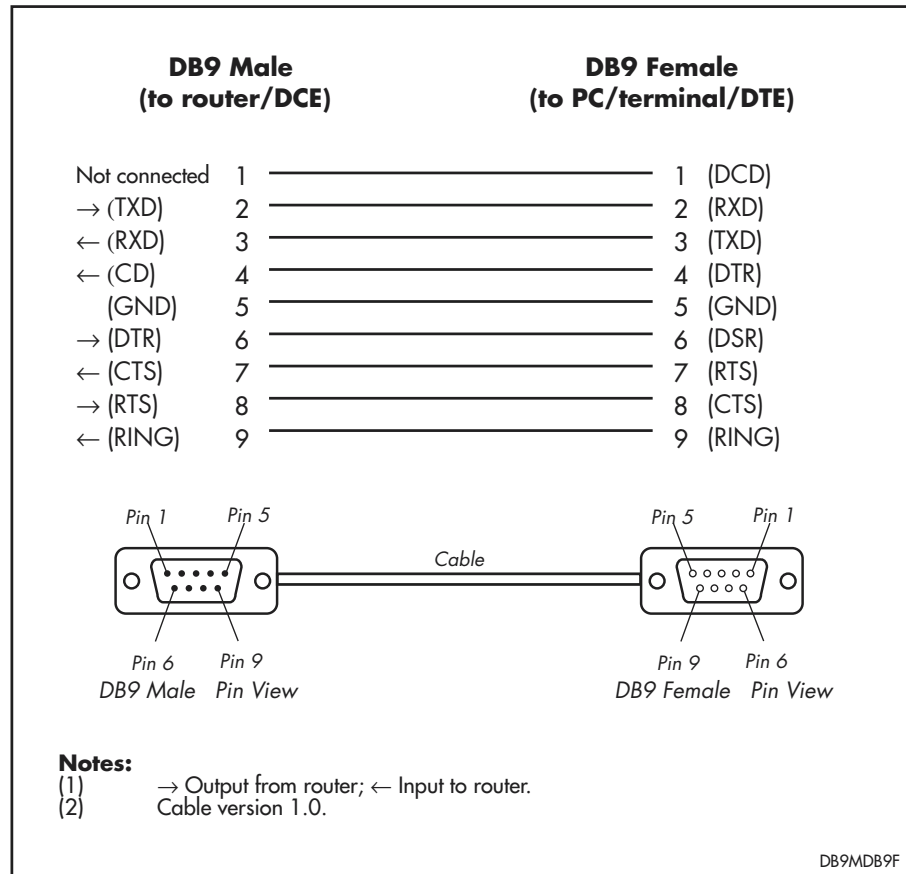 DB9 Male DB9 Female
(to router/DCE) (to PC/terminal/DTE)
Not connected 1 1 (DCD)
→ (TXD) 2 2 (RXD)
← (RXD) 3 3 (TXD)
← (CD) 4 4 (DTR)
(GND) 5 5 (GND)
→ (DTR) 6 6 (DSR)
← (CTS) 7 7 (RTS)
→ (RTS) 8 8 (CTS)
← (RING) 9 9 (RING)
Pin 1 Pin 5 Pin 5 Pin 1
Cable
Pin 6 Pin 9 Pin 9 Pin 6
DB9 Male Pin View DB9 Female Pin View
Notes:
(1) → Output from router; ← Input to router.
(2) Cable version 1.0.
DB9MDB9F